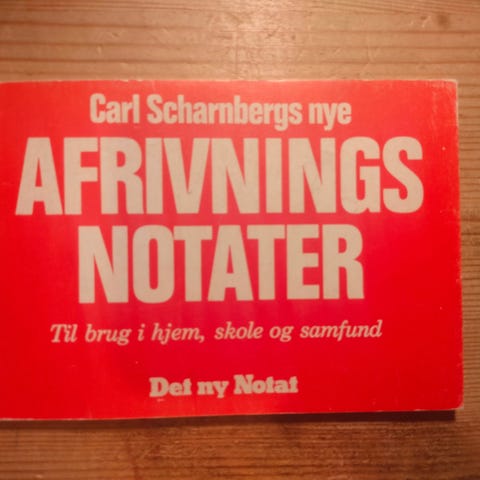 Carl Scharnbergs nye
AFRIVNINGS
NOTATER
Til brug i hjem, skole og samfund
Det ny Notat